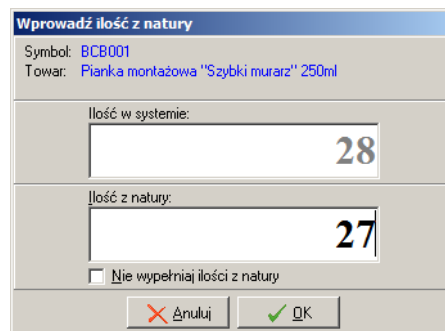 Wprowadź ilość z natury
Symbol: BCB001
Towar: Pianka montażowa "Szybki murarz" 250ml
Ilość w systemie:
28
Ilość z natury:
27
Nie wypełniaj ilości z natury
Anuluj OK